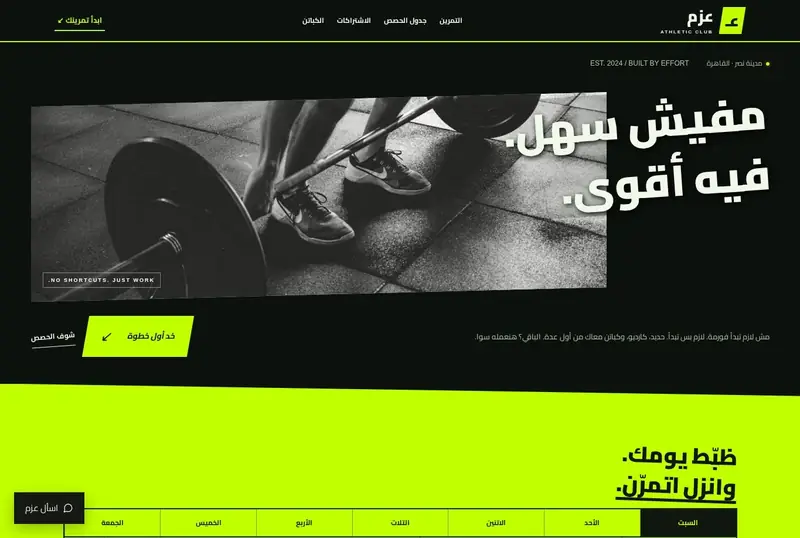 عزم
ATHLETIC CLUB
عـ
التمرين
جدول الحصص
الاشتراكات
الكباتن
ابدأ تمرينك ↙
مدينة نصر · القاهرة
EST. 2024 / BUILT BY EFFORT
مفيش سهل.
فيه أقوى.
.NO SHORTCUTS. JUST WORK
مش لازم تبدأ فورمة. لازم بس تبدأ. حديد، كارديو، وكباتن معاك من أول عدة. الباقي؟ هنعمله سوا.
خد أول خطوة ↙
شوف الحصص
ظبّط يومك.
وانزل اتمرّن.
السبت
الأحد
الاثنين
الثلاث
الأربع
الخميس
الجمعة
اسأل عزم